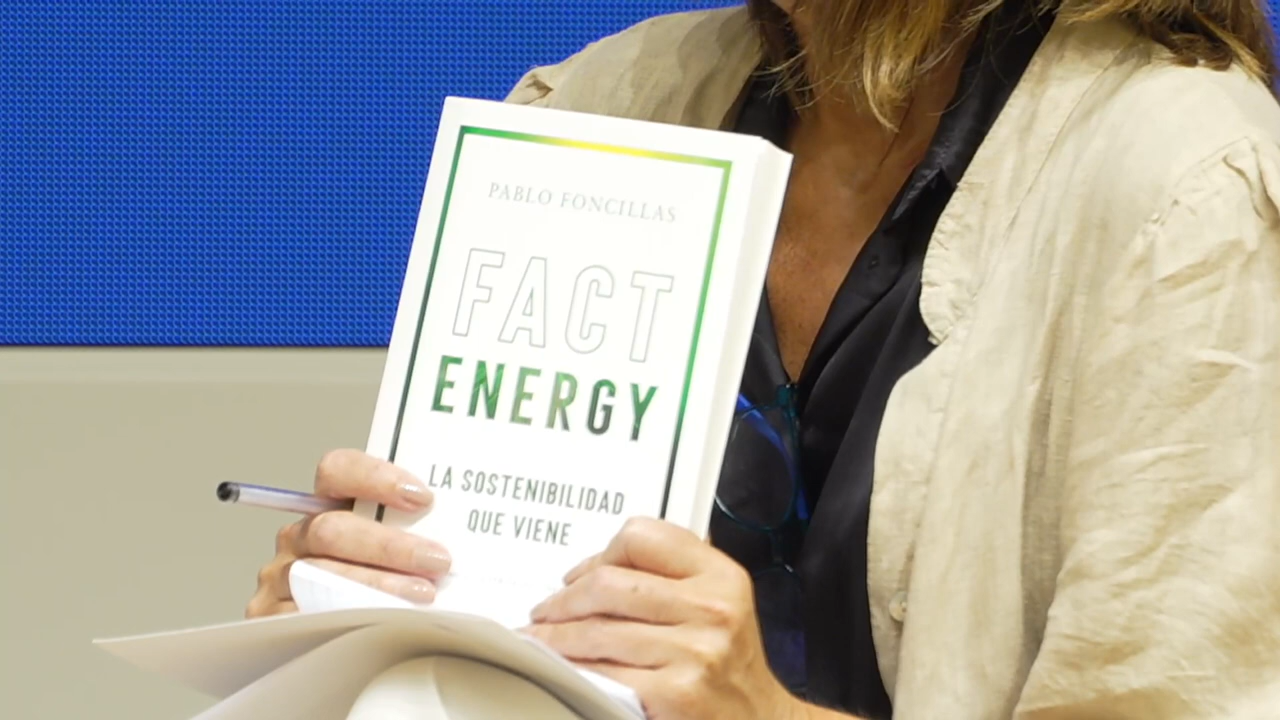 PABLO FONCILLAS
FACT
ENERGY
LA SOSTENIBILIDAD
QUE VIENE